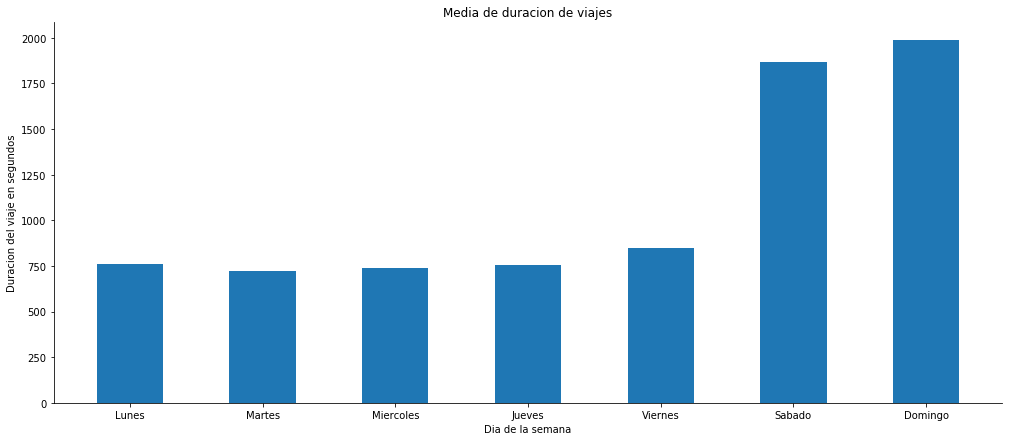 Media de duracion de viajes
Duracion del viaje en segundos
2000
1750
1500
1250
1000
750
500
250
0
Lunes Martes Miercoles Jueves Viernes Sabado Domingo
Dia de la semana